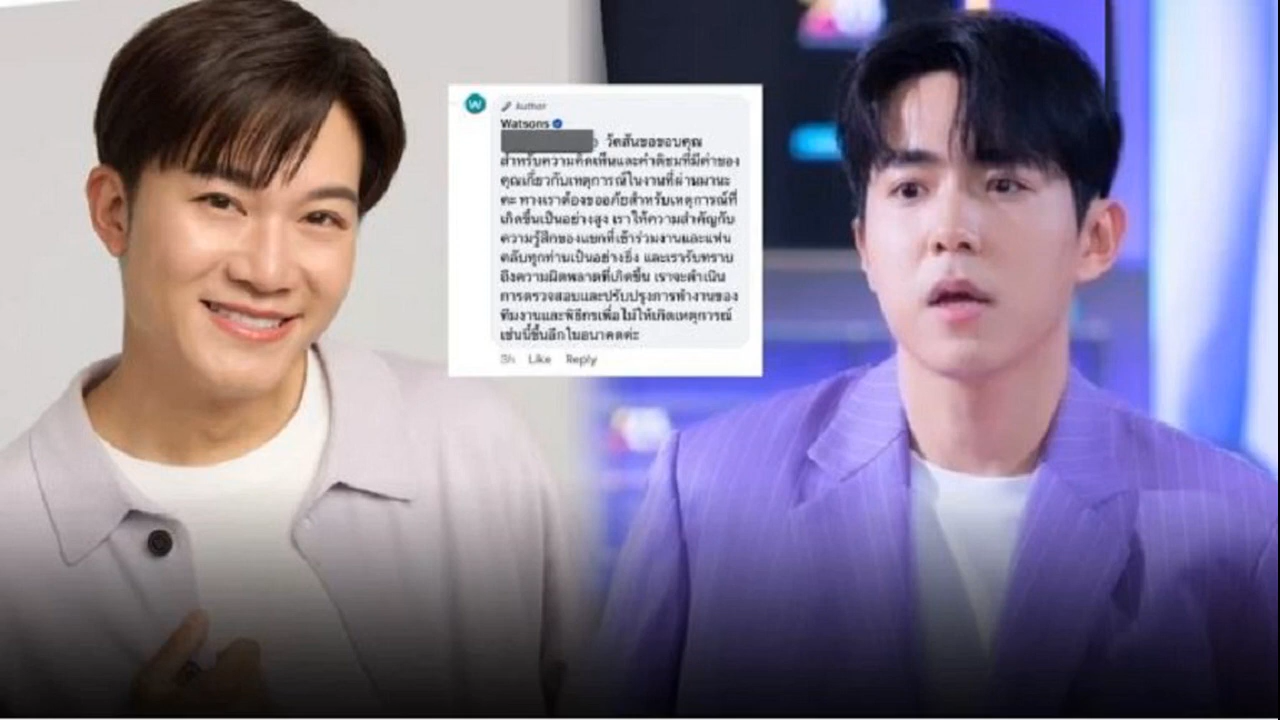 W
Author
Watsons
วัตสันขอขอบคุณ
สำหรับความคิดเห็นและคำติชมที่มีค่าของ
คุณเกี่ยวกับเหตุการณ์ในงานที่ผ่านมานะ
คะ ทางเราต้องขออภัยสำหรับเหตุการณ์ที่
เกิดขึ้นเป็นอย่างสูง เราให้ความสำคัญกับ
ความรู้สึกของแขกที่เข้าร่วมงานและแฟน
คลับทุกท่านเป็นอย่างยิ่ง และเรารับทราบ
ถึงความผิดพลาดที่เกิดขึ้น เราจะดำเนิน
การตรวจสอบและปรับปรุงการทำงานของ
ทีมงานและพิธีกรเพื่อไม่ให้เกิดเหตุการณ์
เช่นนี้ขึ้นอีกในอนาคตค่ะ
3h Like Reply